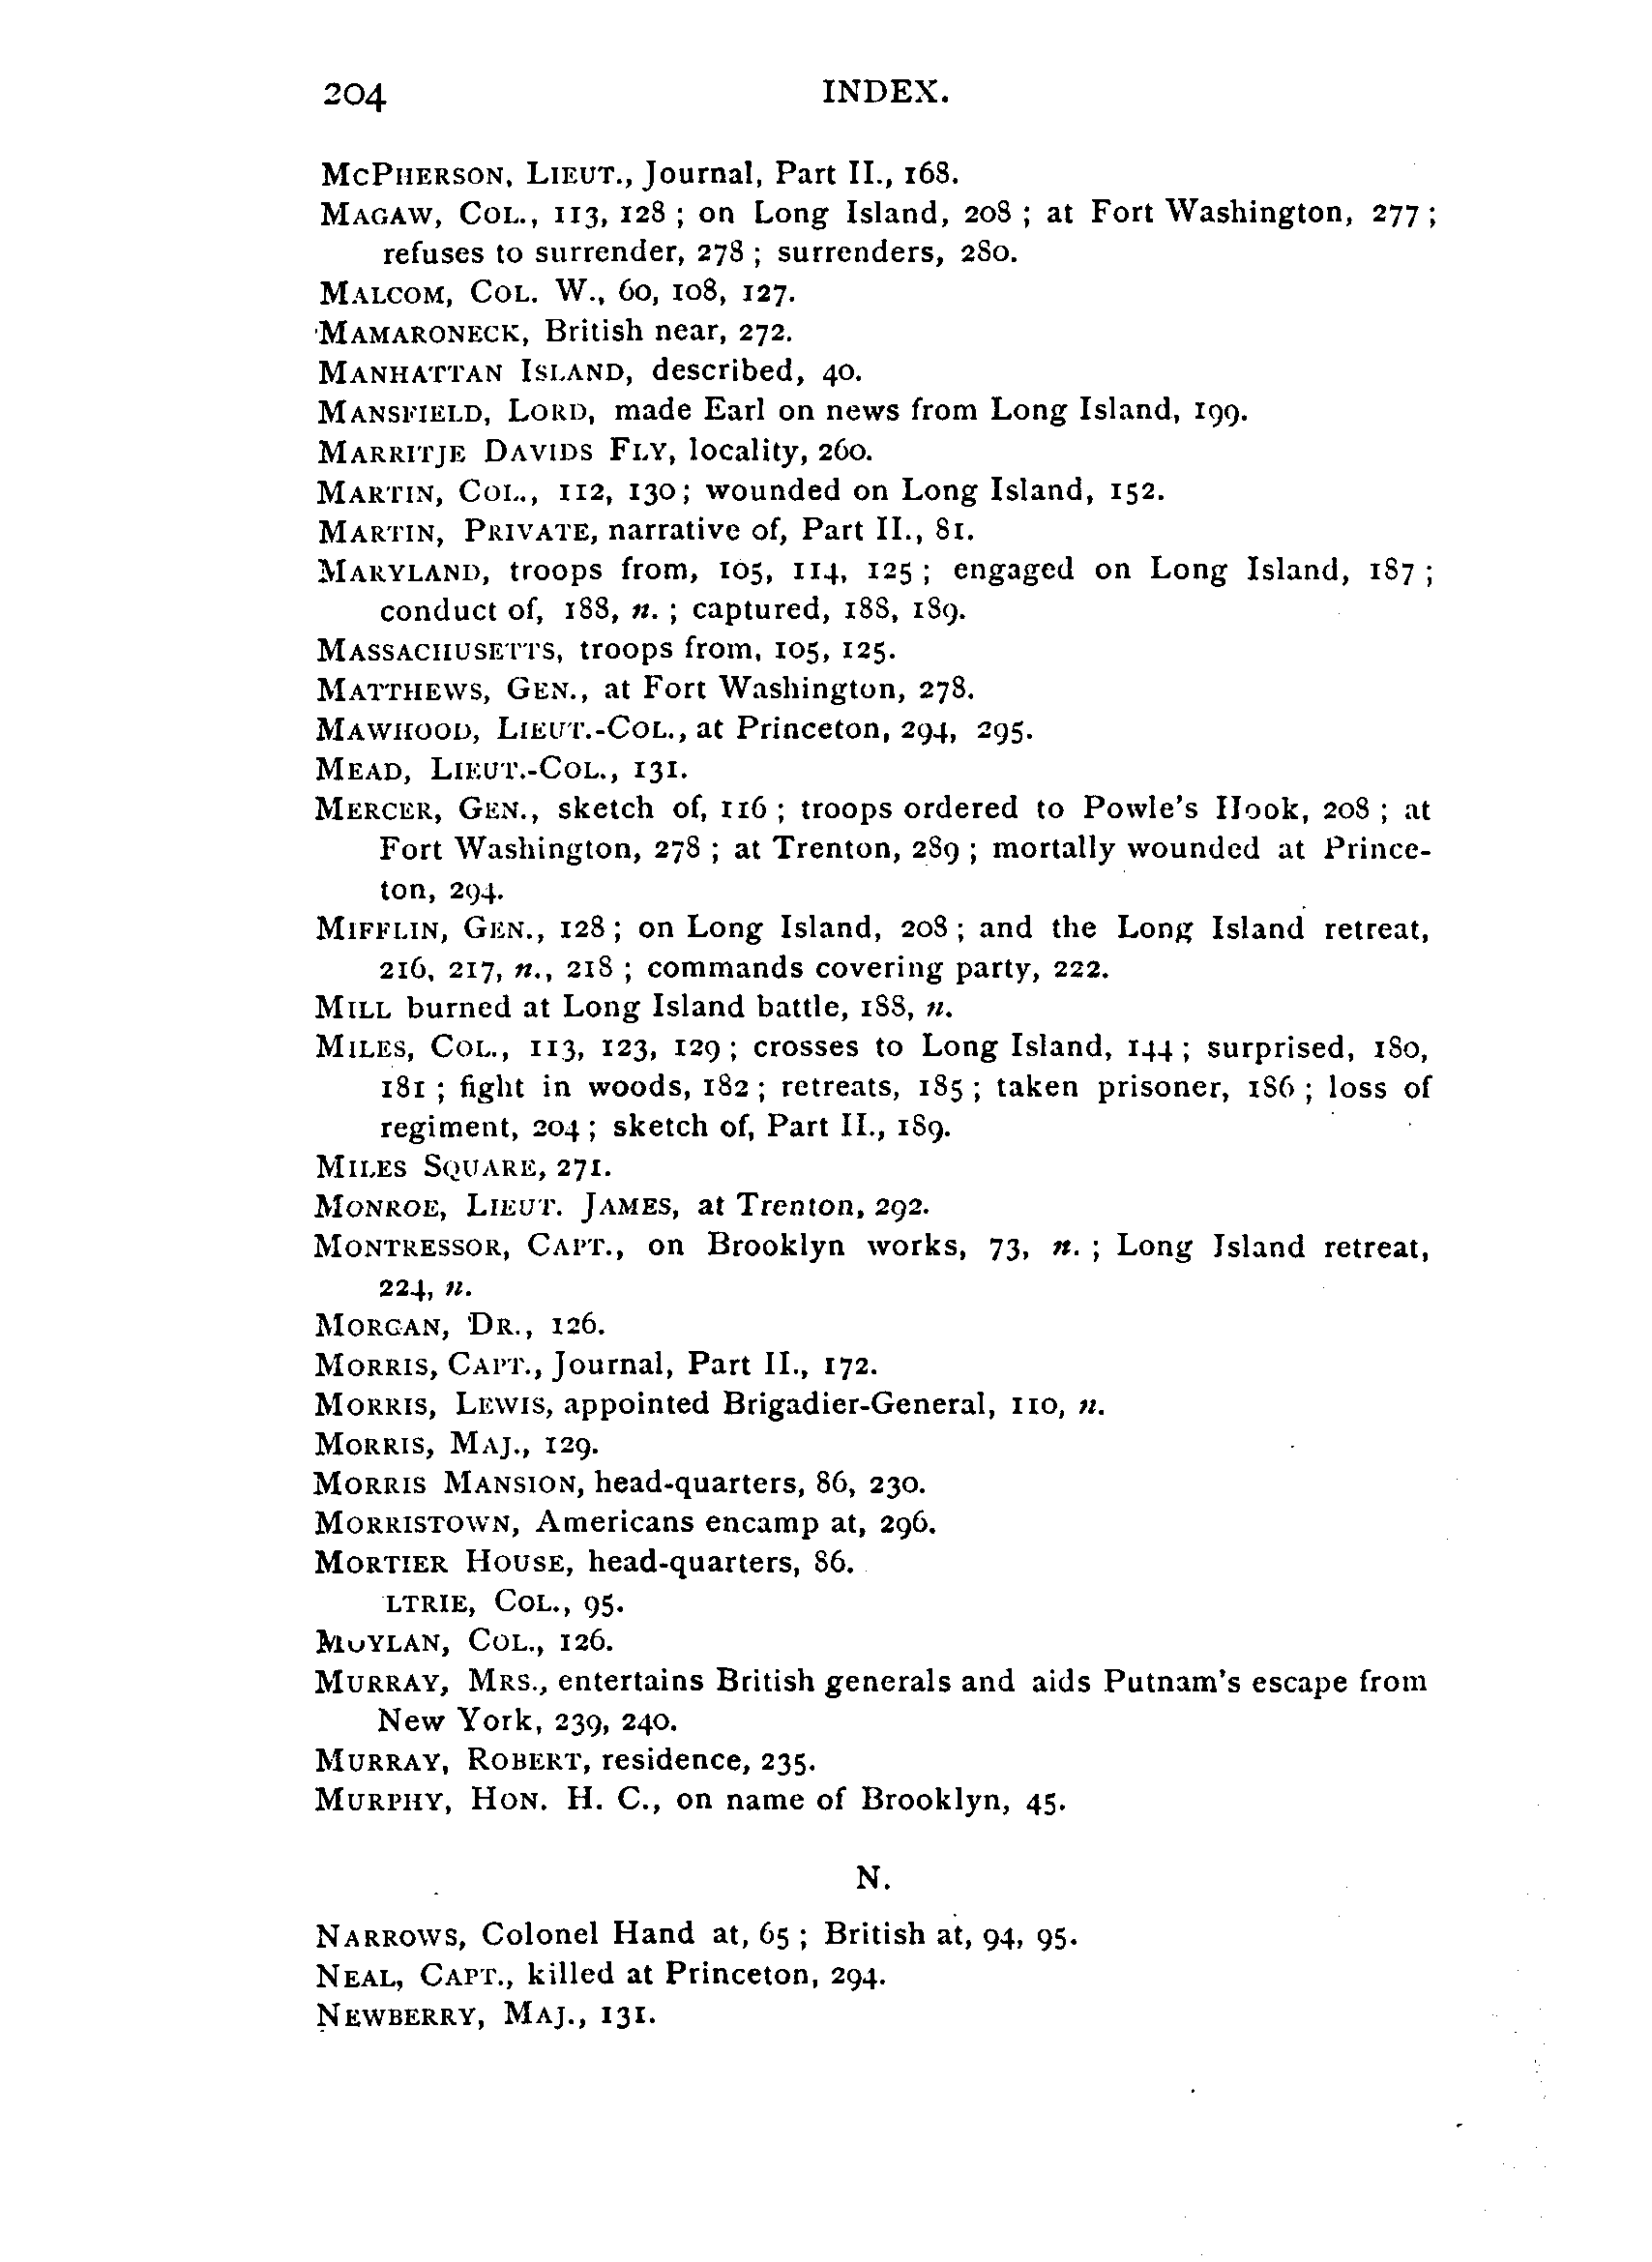 204 INDEX.
McPherson, Lieut., Journal, Part II., 168.
Magaw, Col., 113, 128 ; on Long Island, 208 ; at Fort Washington, 277 ;
refuses to surrender, 278 ; surrenders, 280.
Malcom, Col. W., 60, 108, 127.
Mamaroneck, British near, 272.
Manhattan Island, described, 40.
Mansfield, Lord, made Earl on news from Long Island, 199.
Marritje Davids Fly, locality, 260.
Martin, Col., 112, 130 ; wounded on Long Island, 152.
Martin, Private, narrative of, Part II., 81.
Maryland, troops from, 105, 114, 125 ; engaged on Long Island, 187 ;
conduct of, 188, n. ; captured, 188, 189.
Massachusetts, troops from, 105, 125.
Matthews, Gen., at Fort Washington, 278.
Mawhood, Lieut.-Col., at Princeton, 294, 295.
Mead, Lieut.-Col., 131.
Mercer, Gen., sketch of, 116 ; troops ordered to Powle's Hook, 208 ; at
Fort Washington, 278 ; at Trenton, 289 ; mortally wounded at Prince-
ton, 294.
Mifflin, Gen., 128 ; on Long Island, 208 ; and the Long Island retreat,
216, 217, n., 218 ; commands covering party, 222.
Mill burned at Long Island battle, 188, n.
Miles, Col., 113, 123, 129 ; crosses to Long Island, 144 ; surprised, 180,
181 ; fight in woods, 182 ; retreats, 185 ; taken prisoner, 186 ; loss of
regiment, 204 ; sketch of, Part II., 189.
Miles Square, 271.
Monroe, Lieut. James, at Trenton, 292.
Montressor, Capt., on Brooklyn works, 73, n. ; Long Island retreat,
224, n.
Morgan, Dr., 126.
Morris, Capt., Journal, Part II., 172.
Morris, Lewis, appointed Brigadier-General, 110, n.
Morris, Maj., 129.
Morris Mansion, head-quarters, 86, 230.
Morristown, Americans encamp at, 296.
Mortier House, head-quarters, 86.
ltrie, Col., 95.
Moylan, Col., 126.
Murray, Mrs., entertains British generals and aids Putnam's escape from
New York, 239, 240.
Murray, Robert, residence, 235.
Murphy, Hon. H. C., on name of Brooklyn, 45.
N.
Narrows, Colonel Hand at, 65 ; British at, 94, 95.
Neal, Capt., killed at Princeton, 294.
Newberry, Maj., 131.